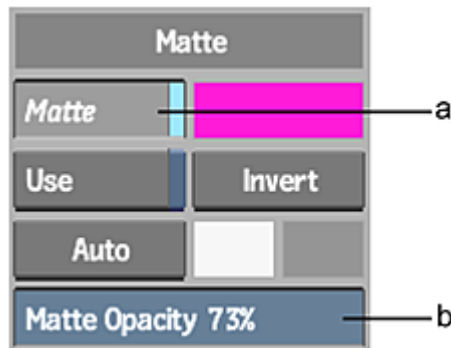 Matte
Matte a
Use Invert
Auto
Matte Opacity 73% b